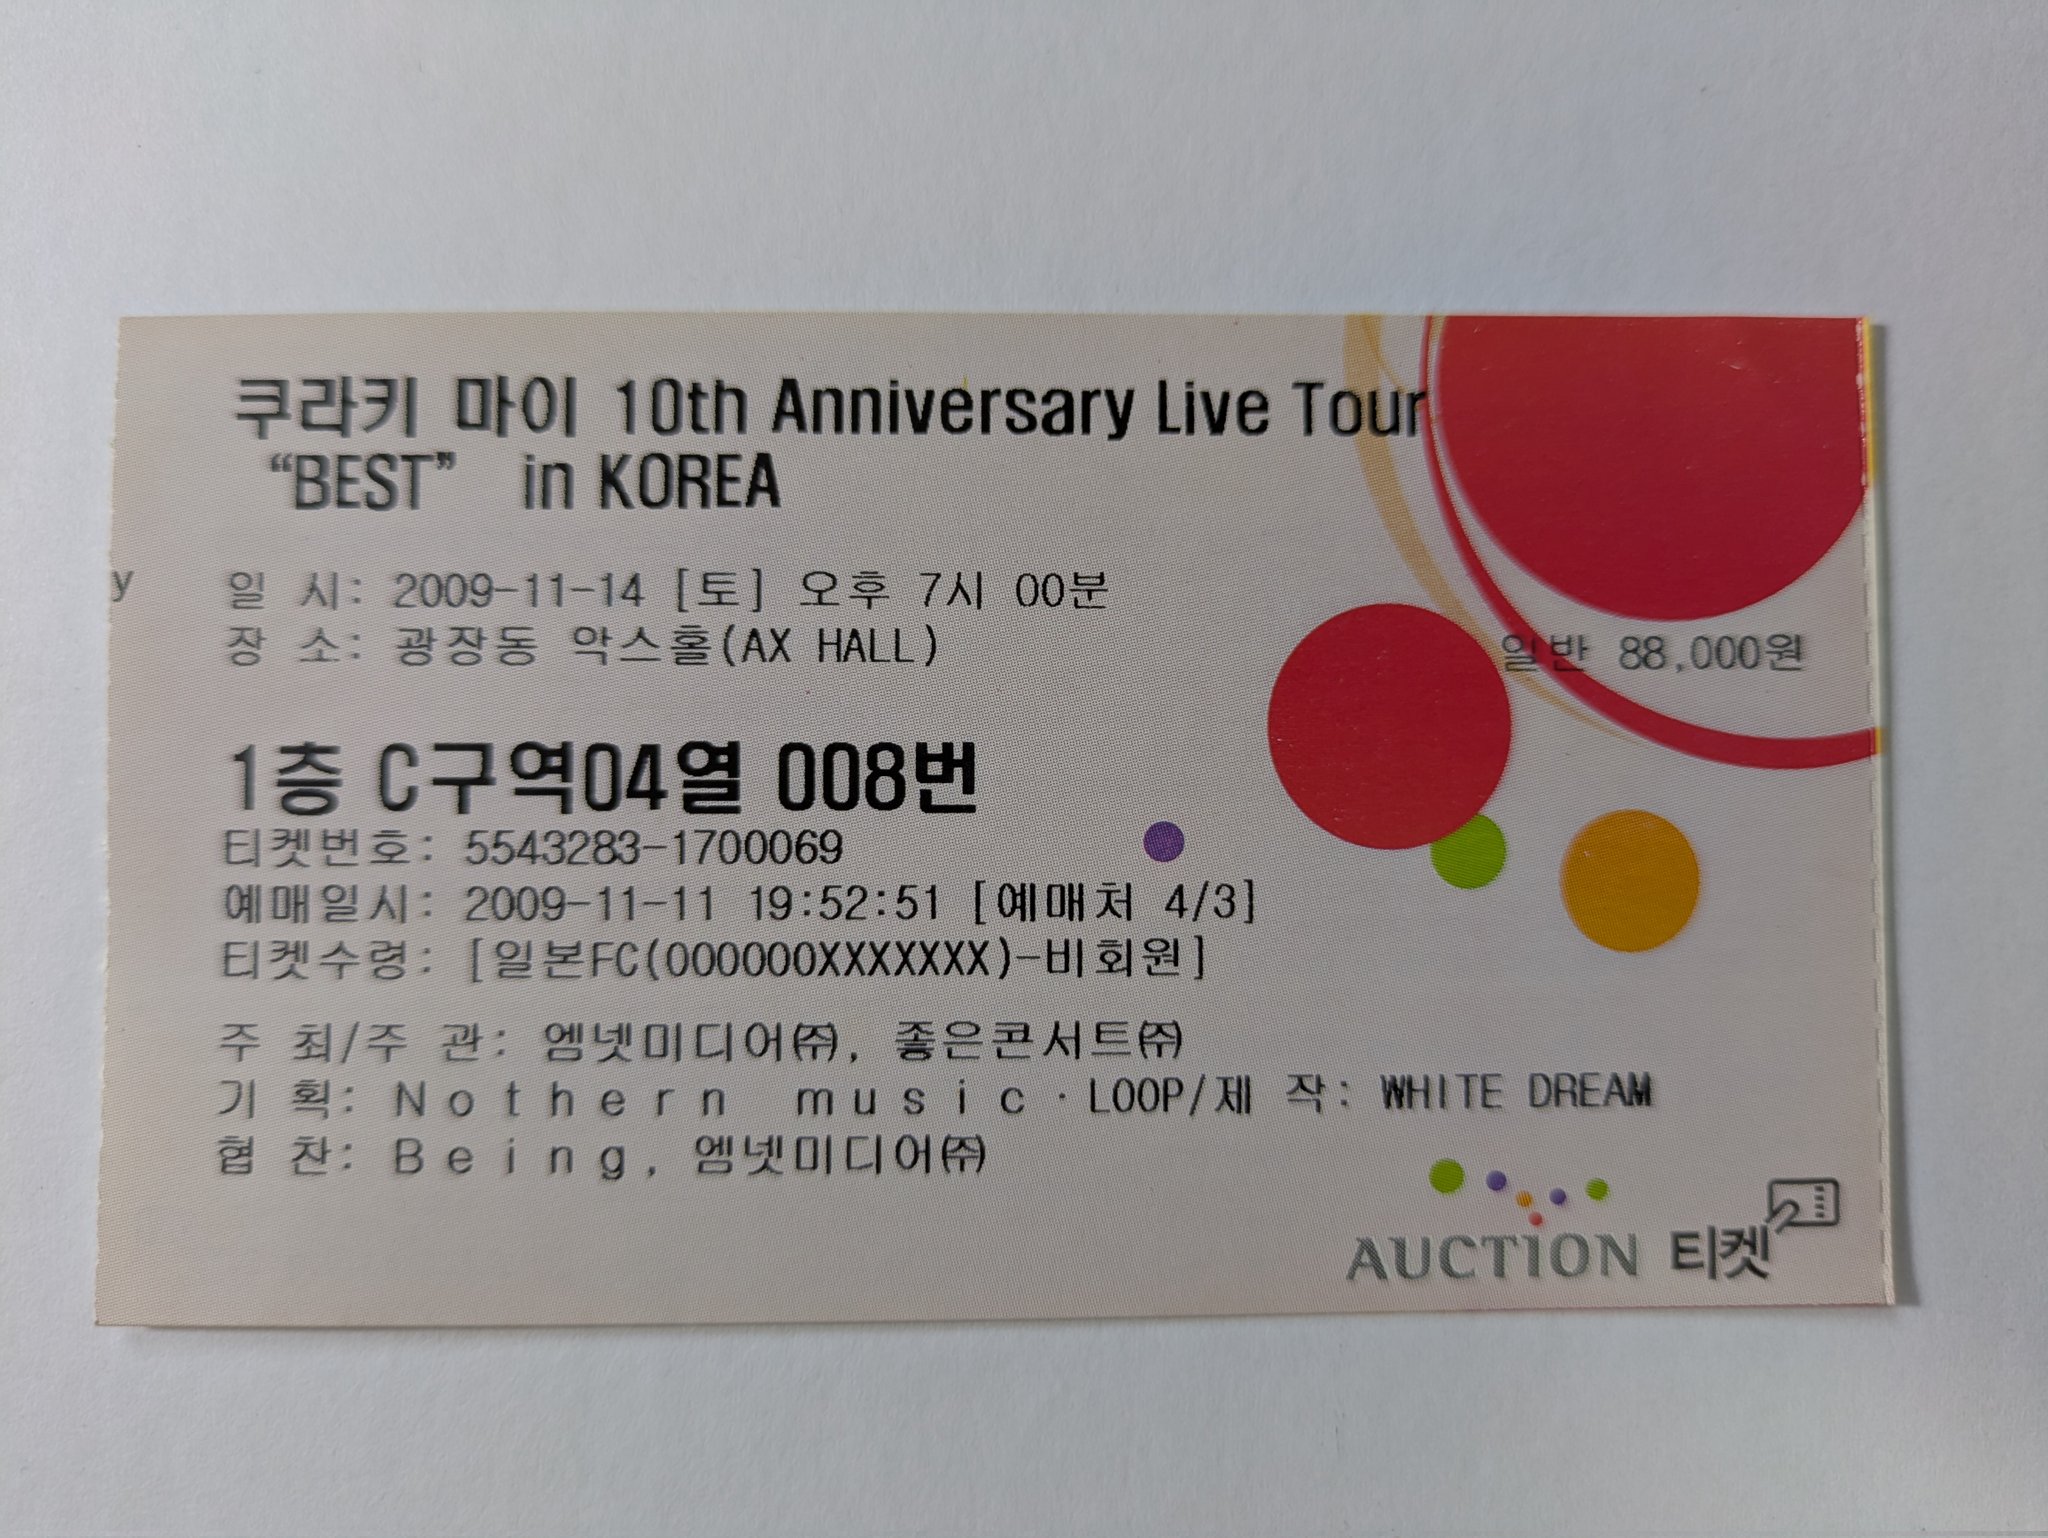 쿠라키 마이 10th Anniversary Live Tour
“BEST” in KOREA
y
일 시: 2009-11-14 [토] 오후 7시 00분
장 소: 광장동 악스홀(AX HALL)
일반 88,000원
1층 C구역04열 008번
티켓번호: 5543283-1700069
예매일시: 2009-11-11 19:52:51 [예매처 4/3]
티켓수령: [일본FC(000000XXXXXXX)-비회원]
주 최/주 관: 엠넷미디어㈜, 좋은콘서트㈜
기 획: Nothern music·LOOP/제 작: WHITE DREAM
협 찬: Being, 엠넷미디어㈜
AUCTION 티켓